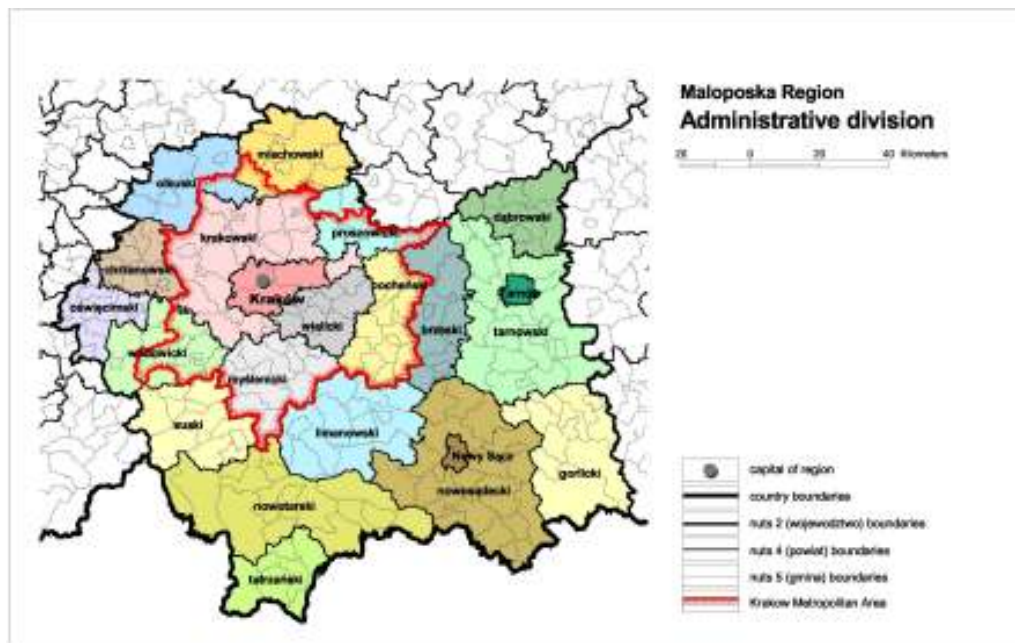 Maloposka Region
Administrative division
20 0 20 40 Kilometers
miechowski
olkuski
dąbrowski
krakowski
proszowicki
chrzanowski
Kraków
bocheński
oświęcimski
wielicki
brzeski
tarnowski
wadowicki
myślenicki
suski
limanowski
Nowy Sącz
gorlicki
nowosądecki
nowotarski
tatrzański
capital of region
country boundaries
nuts 2 (wojewodztwo) boundaries
nuts 4 (powiat) boundaries
nuts 5 (gmina) boundaries
Krakow Metropolitan Area